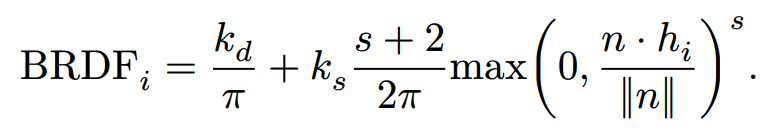 BRDF_i = \frac{k_d}{\pi} + k_s \frac{s+2}{2\pi} \max\left(0, \frac{n \cdot h_i}{\|n\|}\right)^s.